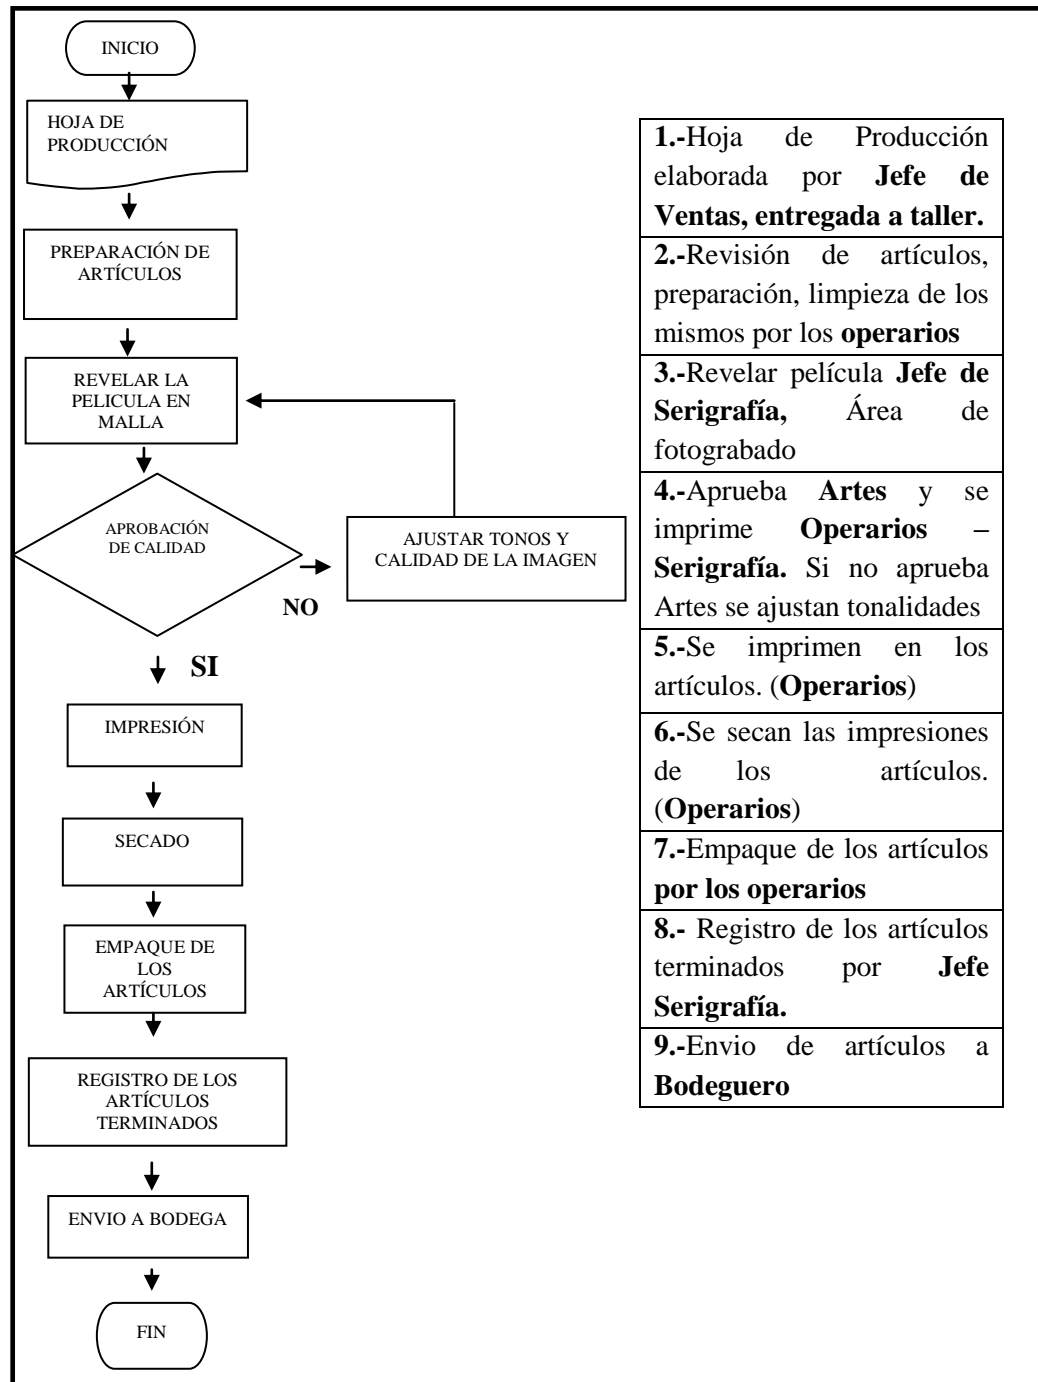 INICIO
HOJA DE
PRODUCCIÓN
PREPARACIÓN DE
ARTÍCULOS
REVELAR LA
PELICULA EN
MALLA
APROBACIÓN
DE CALIDAD
AJUSTAR TONOS Y
CALIDAD DE LA IMAGEN
NO
SI
IMPRESIÓN
SECADO
EMPAQUE DE
LOS
ARTÍCULOS
REGISTRO DE LOS
ARTÍCULOS
TERMINADOS
ENVIO A BODEGA
FIN
1.-Hoja de Producción
elaborada por Jefe de
Ventas, entregada a taller.
2.-Revisión de artículos,
preparación, limpieza de los
mismos por los operarios
3.-Revelar película Jefe de
Serigrafía, Área de
fotograbado
4.-Aprueba Artes y se
imprime Operarios –
Serigrafía. Si no aprueba
Artes se ajustan tonalidades
5.-Se imprimen en los
artículos. (Operarios)
6.-Se secan las impresiones
de los artículos.
(Operarios)
7.-Empaque de los artículos
por los operarios
8.- Registro de los artículos
terminados por Jefe
Serigrafía.
9.-Envio de artículos a
Bodeguero